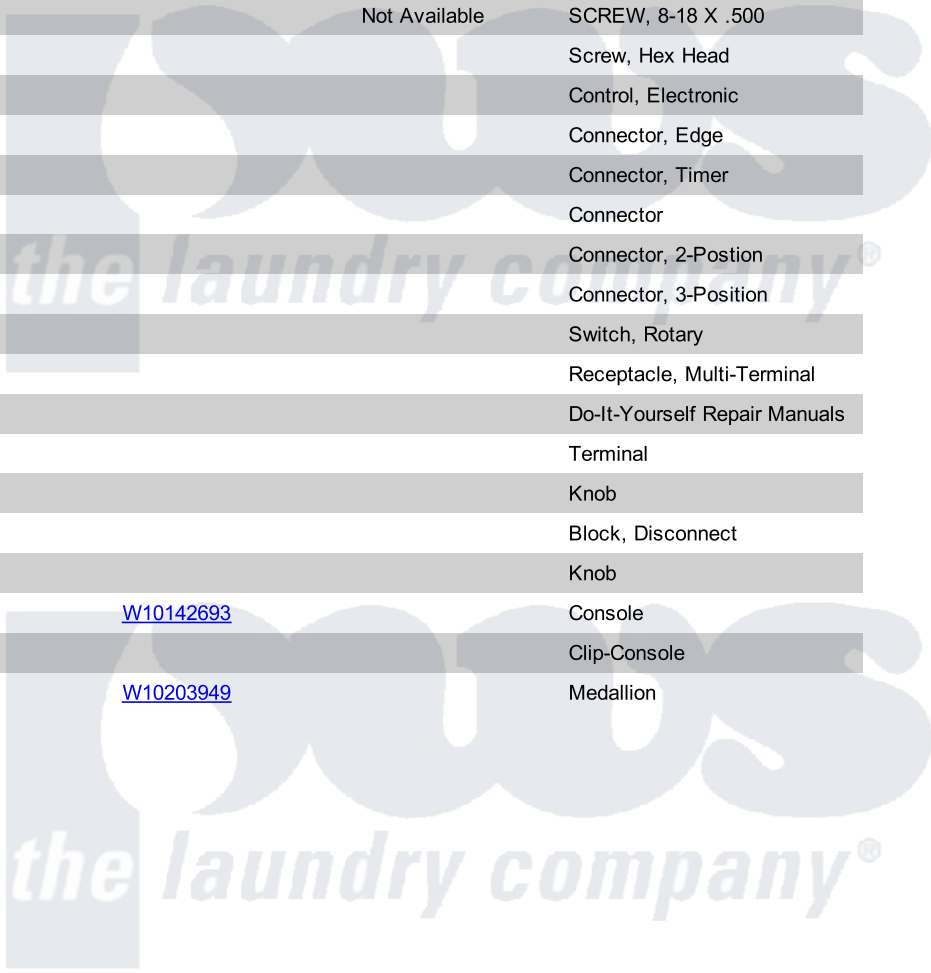 Not Available SCREW, 8-18 X .500
Screw, Hex Head
Control, Electronic
Connector, Edge
Connector, Timer
Connector
Connector, 2-Postion
Connector, 3-Position
Switch, Rotary
Receptacle, Multi-Terminal
Do-It-Yourself Repair Manuals
Terminal
Knob
Block, Disconnect
Knob
W10142693 Console
Clip-Console
W10203949 Medallion
pws
the laundry company®
pws
the laundry company®